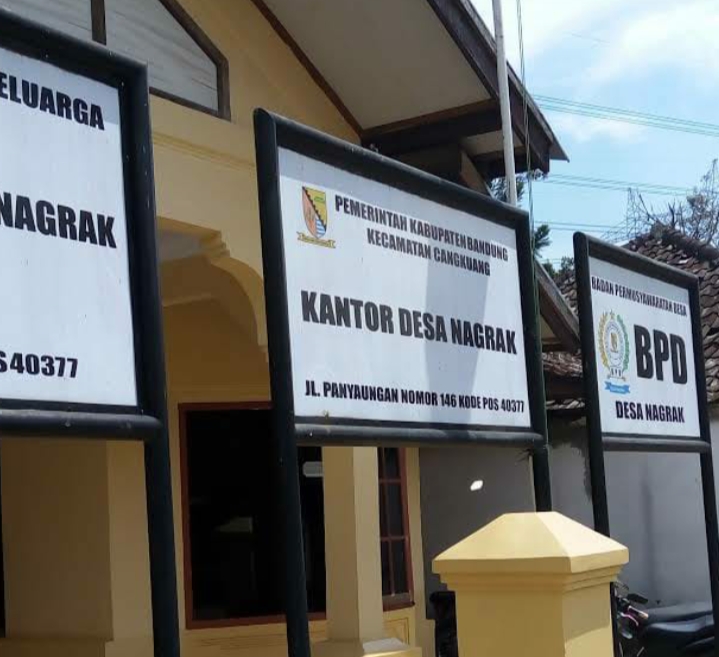 ELUARGA
NAGRAK
S 40377
PEMERINTAH KABUPATEN BANDUNG
KECAMATAN CANGKUANG
KANTOR DESA NAGRAK
JL. PANYAUNGAN NOMOR 146 KODE POS 40377
BADAN PERMUSYAWARATAN DESA
BPD
DESA NAGRAK